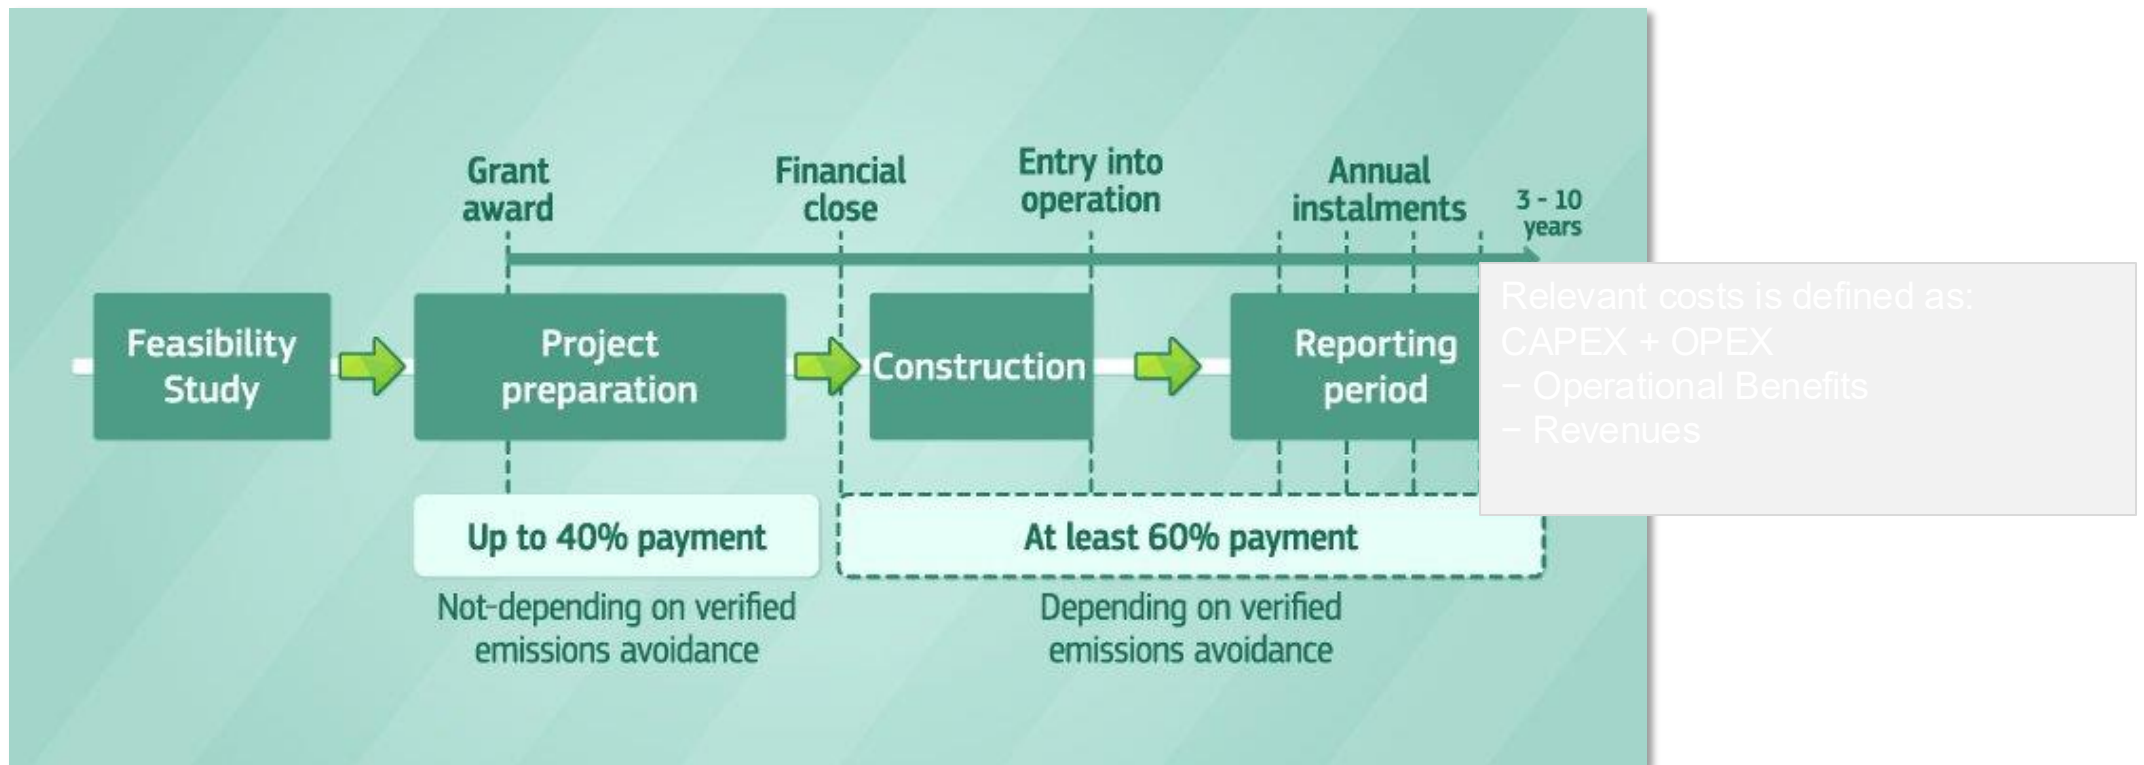 Grant
award
Financial
close
Entry into
operation
Annual
instalments
3 - 10
years
Feasibility
Study
Project
preparation
Construction
Reporting
period
Relevant costs is defined as:
CAPEX + OPEX
− Operational Benefits
− Revenues
Up to 40% payment
At least 60% payment
Not-depending on verified
emissions avoidance
Depending on verified
emissions avoidance